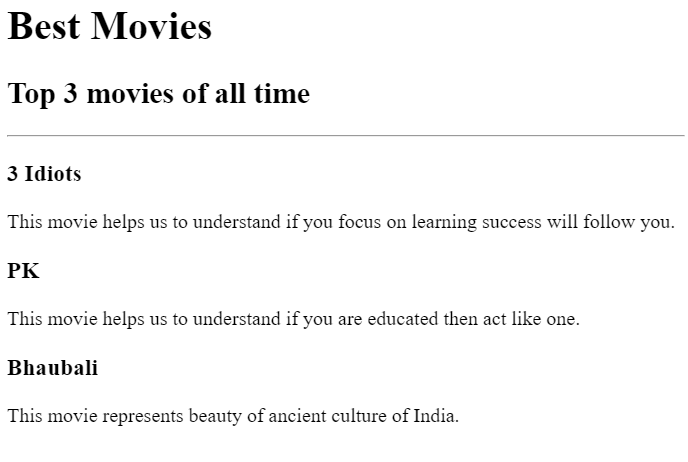 Best Movies
Top 3 movies of all time
3 Idiots
This movie helps us to understand if you focus on learning success will follow you.
PK
This movie helps us to understand if you are educated then act like one.
Bhaubali
This movie represents beauty of ancient culture of India.